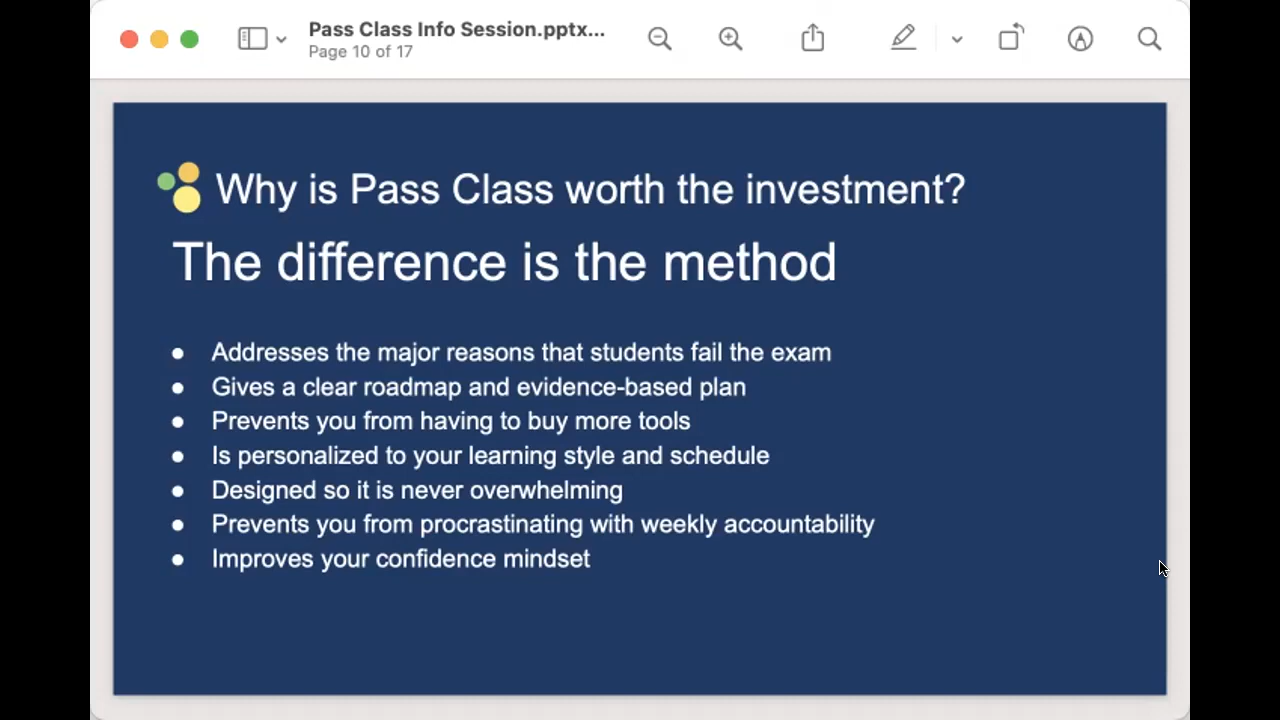 Pass Class Info Session.pptx...
Page 10 of 17
Why is Pass Class worth the investment?
The difference is the method
● Addresses the major reasons that students fail the exam
● Gives a clear roadmap and evidence-based plan
● Prevents you from having to buy more tools
● Is personalized to your learning style and schedule
● Designed so it is never overwhelming
● Prevents you from procrastinating with weekly accountability
● Improves your confidence mindset